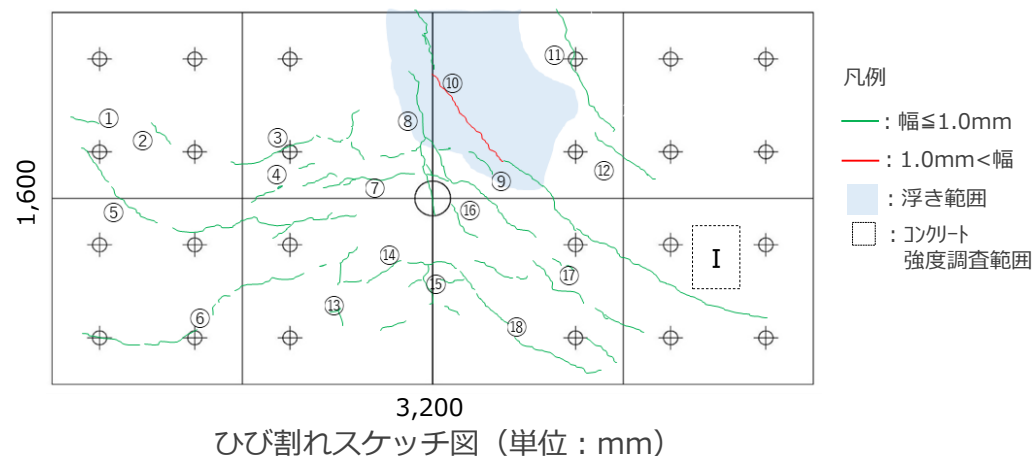 ①
②
③
④
⑤
⑥
⑦
⑧
⑨
⑩
⑪
⑫
⑬
⑭
⑮
⑯
⑰
⑱
I
1,600
3,200
凡例
：幅≦1.0mm
：1.0mm<幅
：浮き範囲
：コンクリート
強度調査範囲
ひび割れスケッチ図（単位：mm）